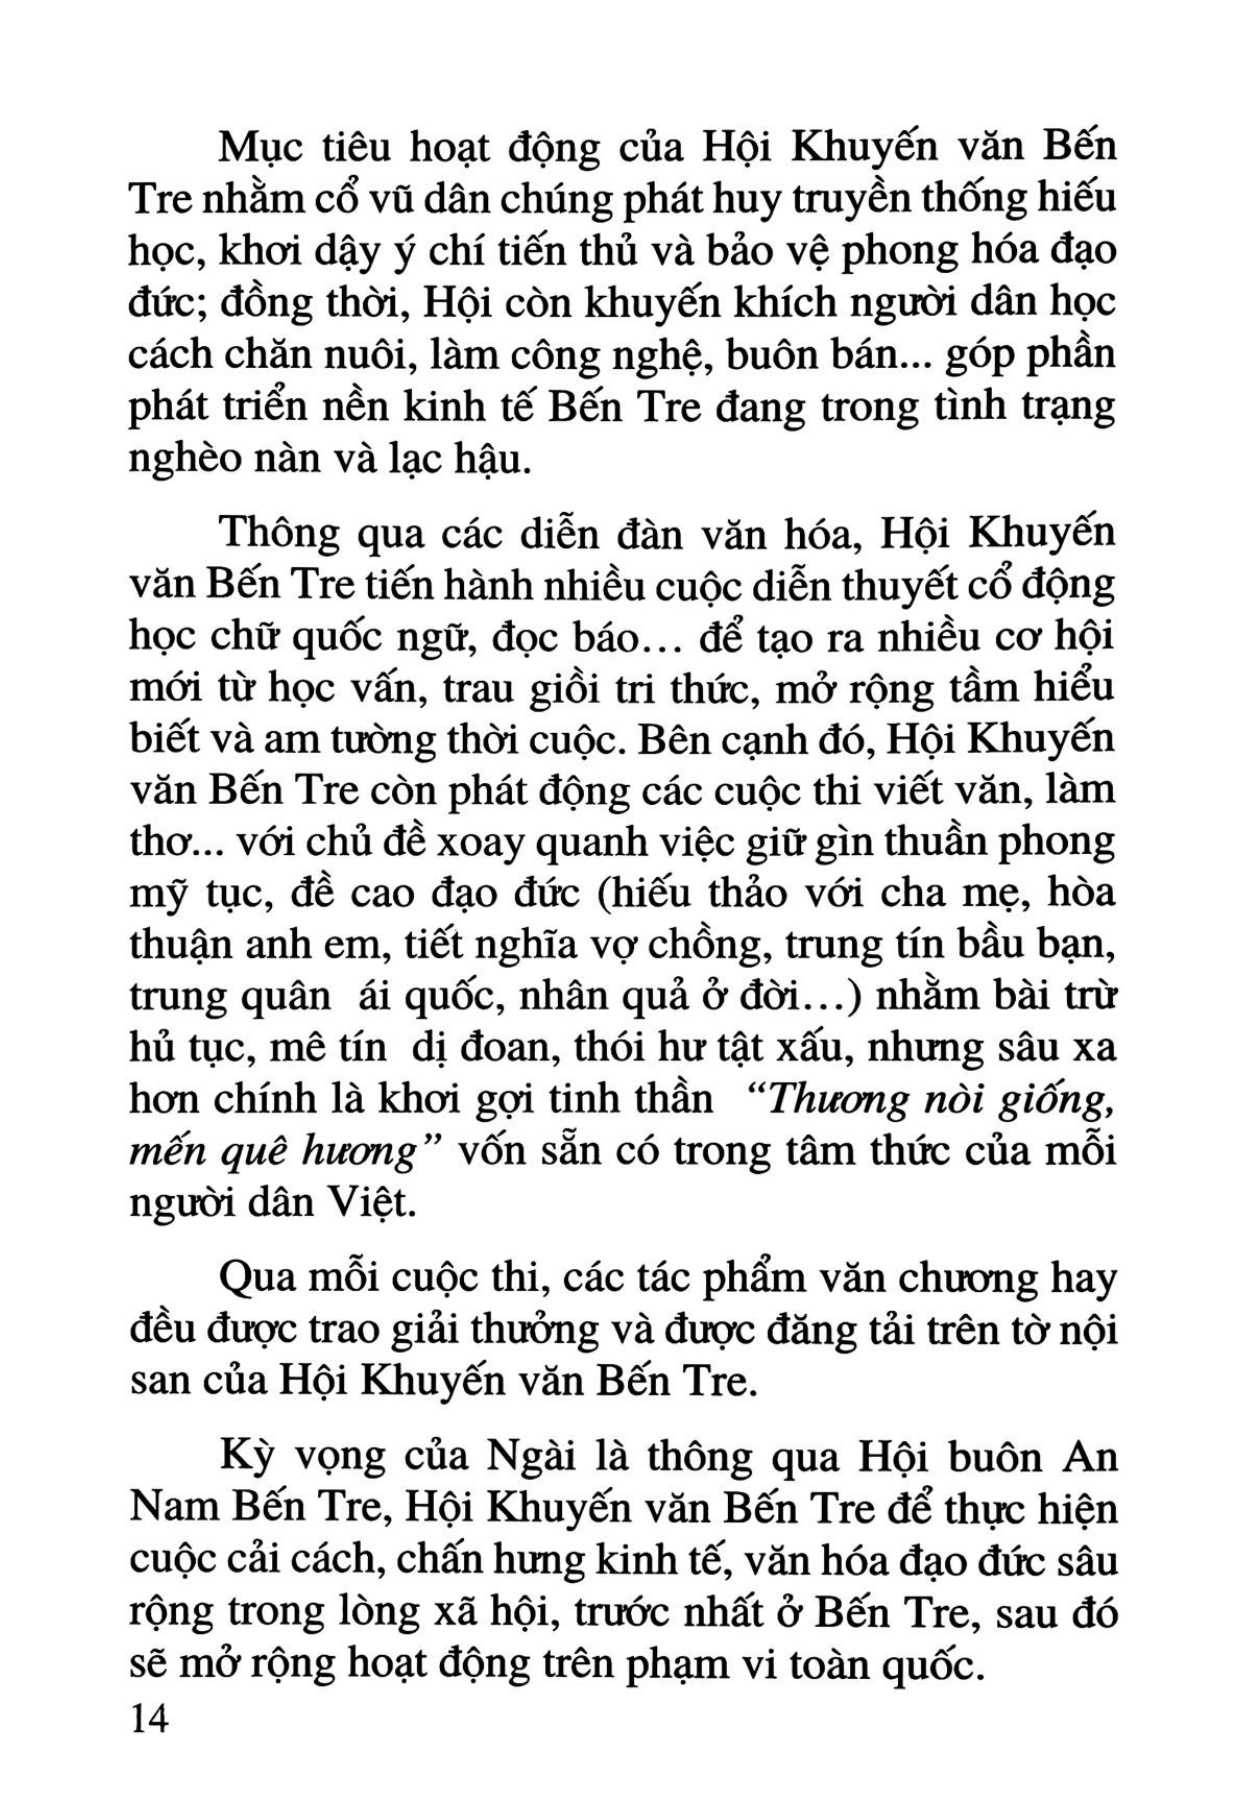 Mục tiêu hoạt động của Hội Khuyến văn Bến
Tre nhằm cổ vũ dân chúng phát huy truyền thống hiếu
học, khơi dậy ý chí tiến thủ và bảo vệ phong hóa đạo
đức; đồng thời, Hội còn khuyến khích người dân học
cách chăn nuôi, làm công nghệ, buôn bán... góp phần
phát triển nền kinh tế Bến Tre đang trong tình trạng
nghèo nàn và lạc hậu.
Thông qua các diễn đàn văn hóa, Hội Khuyến
văn Bến Tre tiến hành nhiều cuộc diễn thuyết cổ động
học chữ quốc ngữ, đọc báo... để tạo ra nhiều cơ hội
mới từ học vấn, trau giồi tri thức, mở rộng tầm hiểu
biết và am tường thời cuộc. Bên cạnh đó, Hội Khuyến
văn Bến Tre còn phát động các cuộc thi viết văn, làm
thơ... với chủ đề xoay quanh việc giữ gìn thuần phong
mỹ tục, đề cao đạo đức (hiếu thảo với cha mẹ, hòa
thuận anh em, tiết nghĩa vợ chồng, trung tín bầu bạn,
trung quân ái quốc, nhân quả ở đời...) nhằm bài trừ
hủ tục, mê tín dị đoan, thói hư tật xấu, nhưng sâu xa
hơn chính là khơi gợi tinh thần “Thương nòi giống,
mến quê hương” vốn sẵn có trong tâm thức của mỗi
người dân Việt.
Qua mỗi cuộc thi, các tác phẩm văn chương hay
đều được trao giải thưởng và được đăng tải trên tờ nội
san của Hội Khuyến văn Bến Tre.
Kỳ vọng của Ngài là thông qua Hội buôn An
Nam Bến Tre, Hội Khuyến văn Bến Tre để thực hiện
cuộc cải cách, chấn hưng kinh tế, văn hóa đạo đức sâu
rộng trong lòng xã hội, trước nhất ở Bến Tre, sau đó
sẽ mở rộng hoạt động trên phạm vi toàn quốc.
14